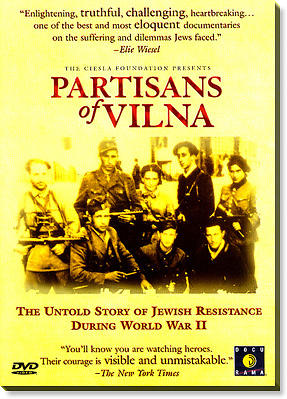 “Enlightening, truthful, challenging, heartbreaking…
one of the best and most eloquent documentaries
on the suffering and dilemmas Jews faced.”
—Elie Wiesel
THE CIESLA FOUNDATION PRESENTS
PARTISANS
of VILNA
THE UNTOLD STORY OF JEWISH RESISTANCE
DURING WORLD WAR II
“You’ll know you are watching heroes.
Their courage is visible and unmistakable.”
—The New York Times
DVD
VIDEO
DOCU
RAMA